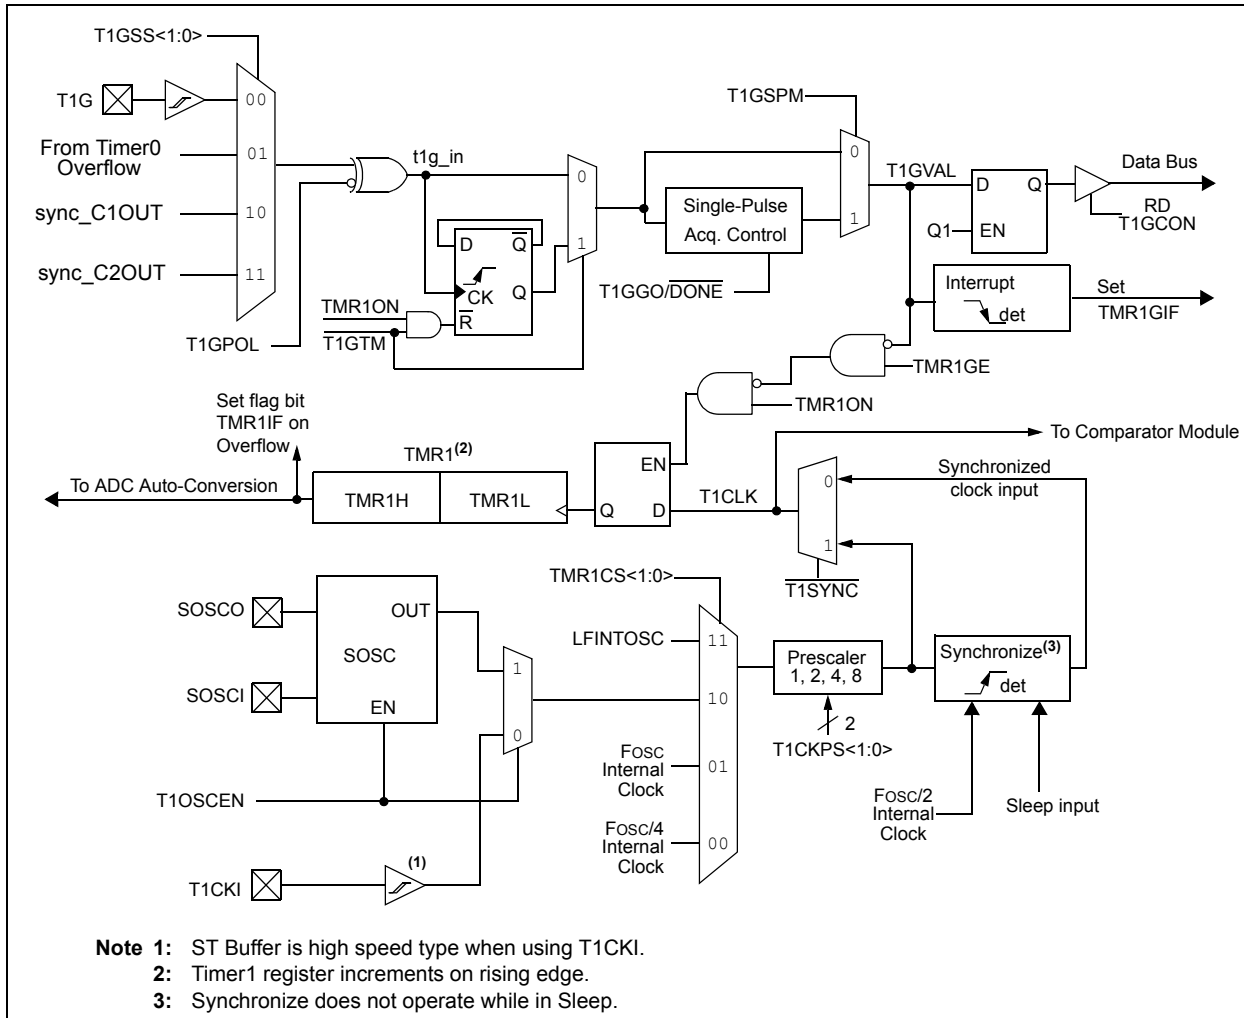 T1GSS<1:0>
T1G
00
From Timer0
Overflow
01
sync_C1OUT
10
sync_C2OUT
11
T1GPOL
t1g_in
D
Q
CK
Q
R
TMR1ON
T1GTM
0
1
T1GSPM
Single-Pulse
Acq. Control
T1GGO/DONE
0
1
T1GVAL
D
Q
Q1
EN
Data Bus
RD
T1GCON
Interrupt
det
Set
TMR1GIF
TMR1GE
TMR1ON
Set flag bit
TMR1IF on
Overflow
To ADC Auto-Conversion
TMR1(2)
TMR1H
TMR1L
EN
Q
D
T1CLK
To Comparator Module
Synchronized
clock input
0
1
T1SYNC
SOSCO
SOSCI
OUT
SOSC
EN
1
0
T1OSCEN
T1CKI
(1)
TMR1CS<1:0>
LFINTOSC
11
10
FOSC
Internal
Clock
01
FOSC/4
Internal
Clock
00
Prescaler
1, 2, 4, 8
2
T1CKPS<1:0>
Synchronize(3)
det
FOSC/2
Internal
Clock
Sleep input
Note 1: ST Buffer is high speed type when using T1CKI.
2: Timer1 register increments on rising edge.
3: Synchronize does not operate while in Sleep.